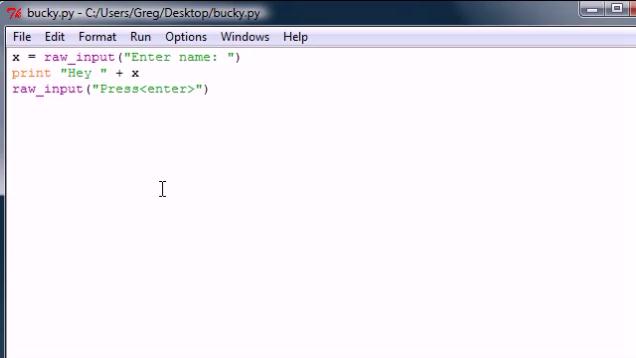 bucky.py - C:/Users/Greg/Desktop/bucky.py
File Edit Format Run Options Windows Help
x = raw_input("Enter name: ")
print "Hey " + x
raw_input("Press<enter>")